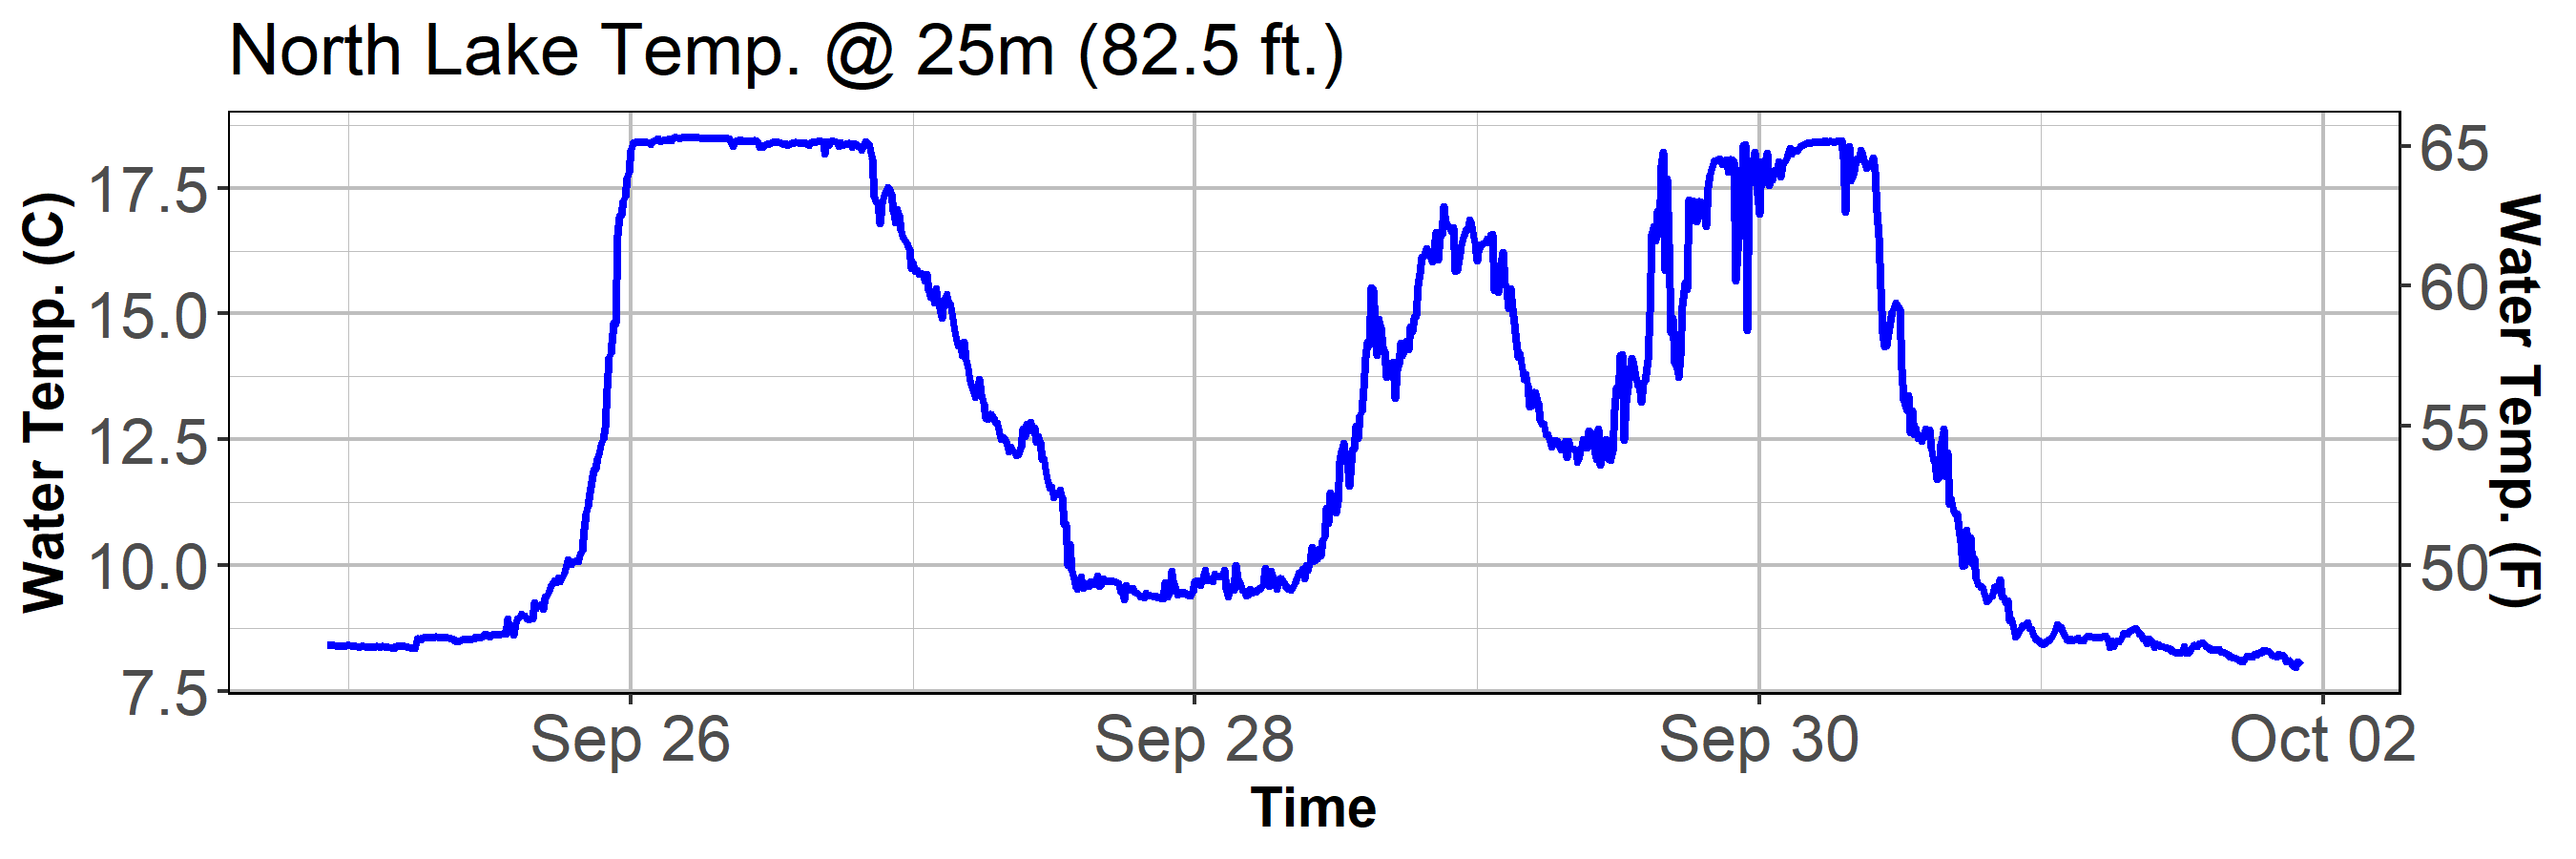 North Lake Temp. @ 25m (82.5 ft.)
Water Temp. (C)
17.5
15.0
12.5
10.0
7.5
65
60
55
50
Water Temp. (F)
Sep 26
Sep 28
Sep 30
Oct 02
Time